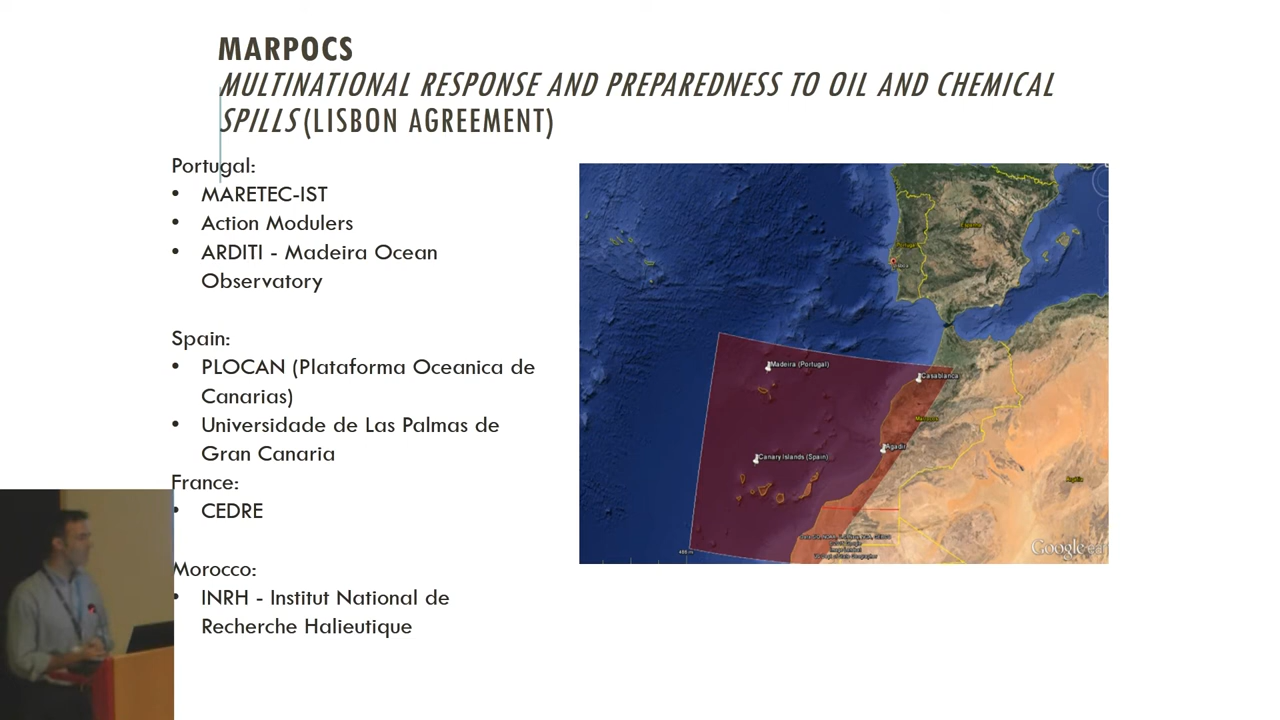 MARPOCS
MULTINATIONAL RESPONSE AND PREPAREDNESS TO OIL AND CHEMICAL
SPILLS (LISBON AGREEMENT)
Portugal:
• MARETEC-IST
• Action Modulers
• ARDITI - Madeira Ocean
Observatory
Spain:
• PLOCAN (Plataforma Oceanica de
Canarias)
• Universidade de Las Palmas de
Gran Canaria
France:
• CEDRE
Morocco:
• INRH - Institut National de
Recherche Halieutique
Portugal
Madeira (Portugal)
Casablanca
Morocco
Agadir
Canary Islands (Spain)
Google